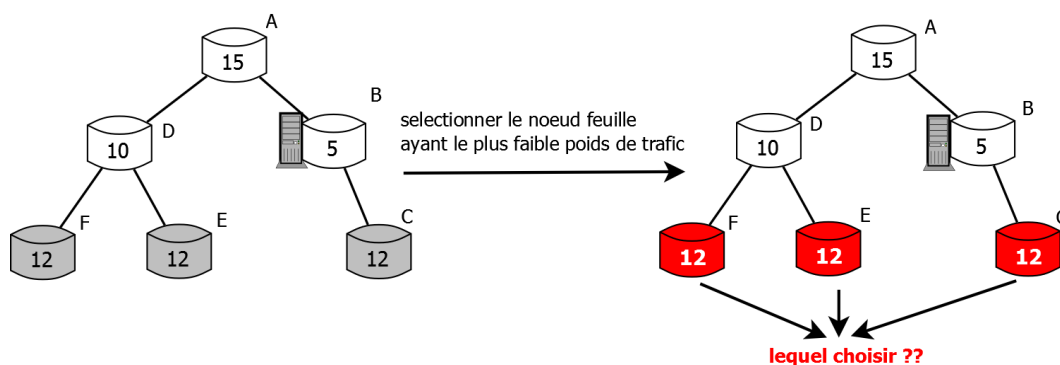 A
15
B
D
10
5
F
E
C
12
12
12
selectionner le noeud feuille
ayant le plus faible poids de trafic
A
15
B
D
10
5
F
E
C
12
12
12
lequel choisir ??